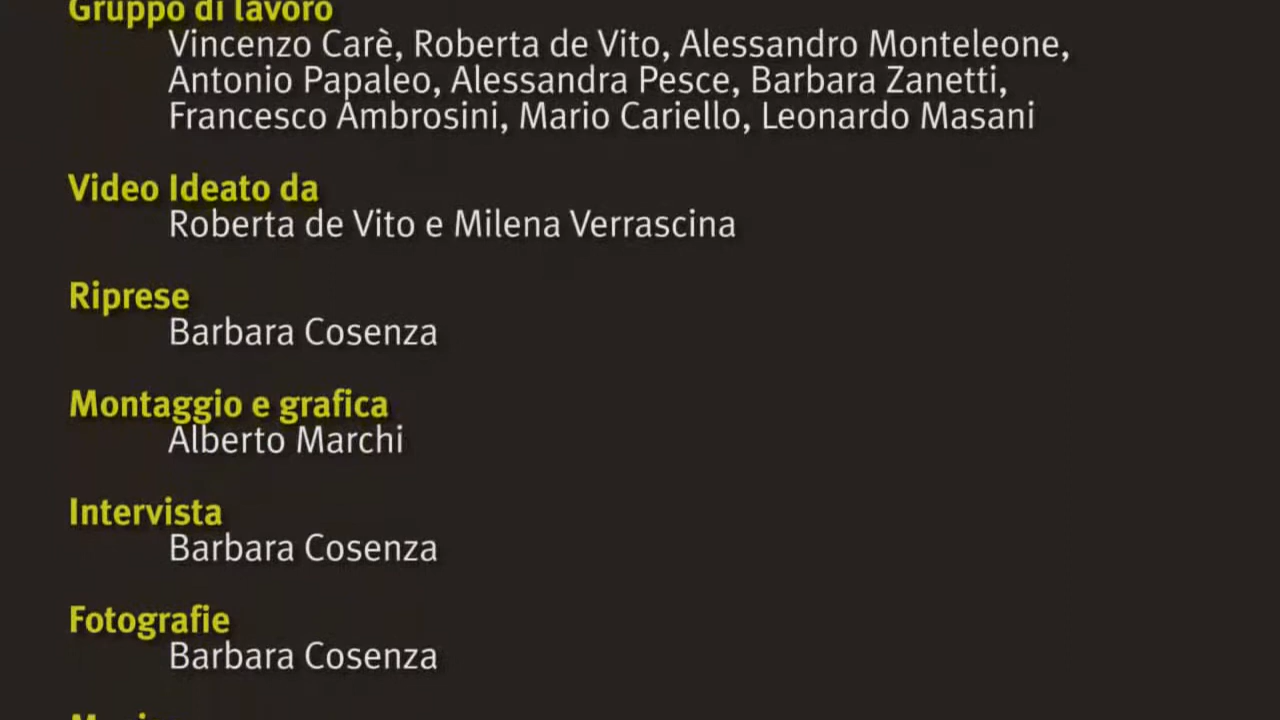 Gruppo di lavoro
Vincenzo Carè, Roberta de Vito, Alessandro Monteleone,
Antonio Papaleo, Alessandra Pesce, Barbara Zanetti,
Francesco Ambrosini, Mario Cariello, Leonardo Masani
Video Ideato da
Roberta de Vito e Milena Verrascina
Riprese
Barbara Cosenza
Montaggio e grafica
Alberto Marchi
Intervista
Barbara Cosenza
Fotografie
Barbara Cosenza